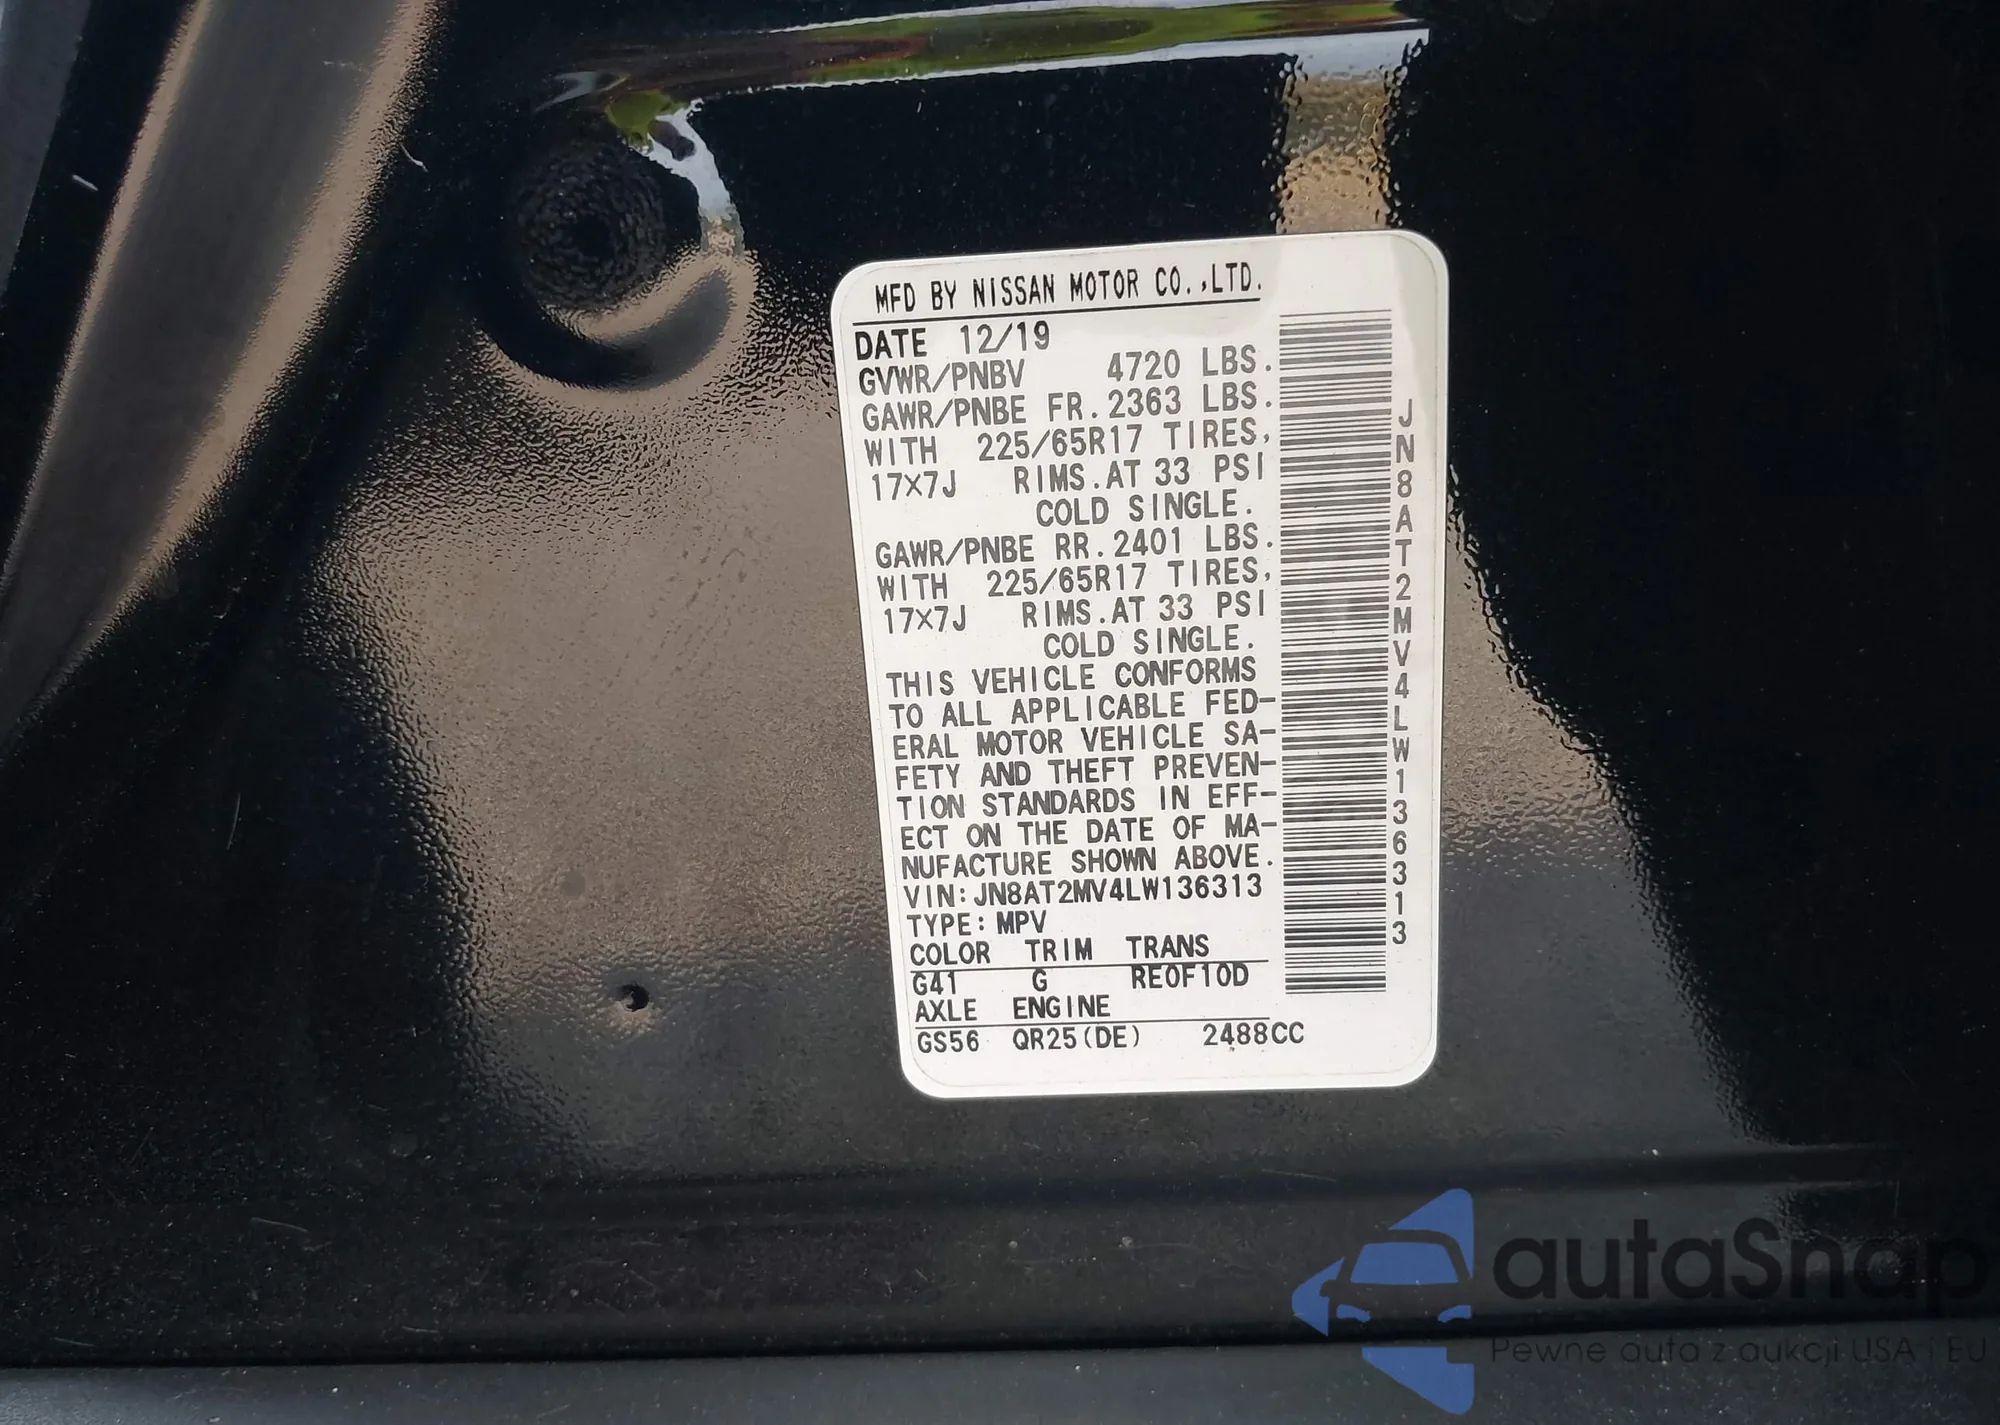 MFD BY NISSAN MOTOR CO.,LTD.
DATE 12/19
GVWR/PNBV 4720 LBS.
GAWR/PNBE FR.2363 LBS.
WITH 225/65R17 TIRES,
17×7J RIMS.AT 33 PSI
COLD SINGLE.
GAWR/PNBE RR.2401 LBS.
WITH 225/65R17 TIRES,
17×7J RIMS.AT 33 PSI
COLD SINGLE.
THIS VEHICLE CONFORMS
TO ALL APPLICABLE FED-
ERAL MOTOR VEHICLE SA-
FETY AND THEFT PREVEN-
TION STANDARDS IN EFF-
ECT ON THE DATE OF MA-
NUFACTURE SHOWN ABOVE.
VIN:JN8AT2MV4LW136313
TYPE:MPV
COLOR TRIM TRANS
G41 G RE0F10D
AXLE ENGINE
GS56 QR25(DE) 2488CC
JN8AT2MV4LW136313
autaSnap
Pewne auta z aukcji USA i EU